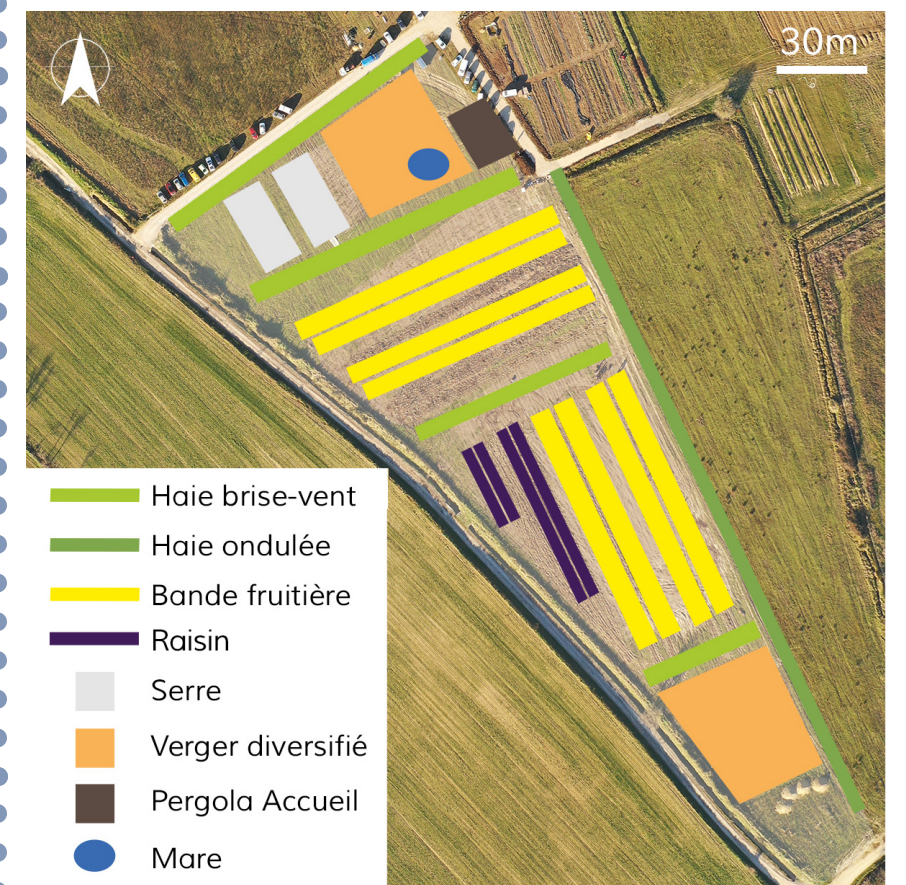 30m
Haie brise-vent
Haie ondulée
Bande fruitière
Raisin
Serre
Verger diversifié
Pergola Accueil
Mare